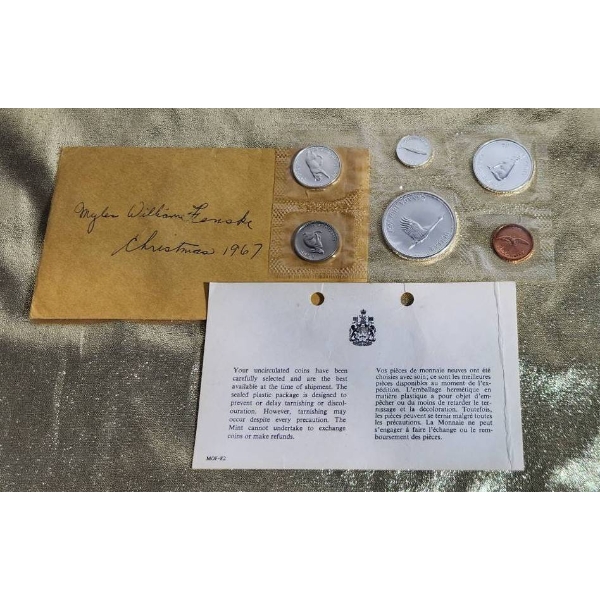 Myles William Fenske
Christmas 1967
Your uncirculated coins have been
carefully selected and are the best
available at the time of shipment. The
sealed plastic package is designed to
prevent or delay tarnishing or discol-
ouration. However, tarnishing may
occur despite every precaution. The
Mint cannot undertake to exchange
coins or make refunds.
MOF-82
Vos pièces de monnaie neuves ont été
choisies avec soin; ce sont les meilleures
pièces disponibles au moment de l'ex-
pédition. L'emballage hermétique en
matière plastique a pour objet d'em-
pêcher ou du moins de retarder le ter-
nissage et la décoloration. Toutefois,
les pièces peuvent se ternir malgré toutes
les précautions. La Monnaie ne peut
s'engager à faire l'échange ou le rem-
boursement des pièces.